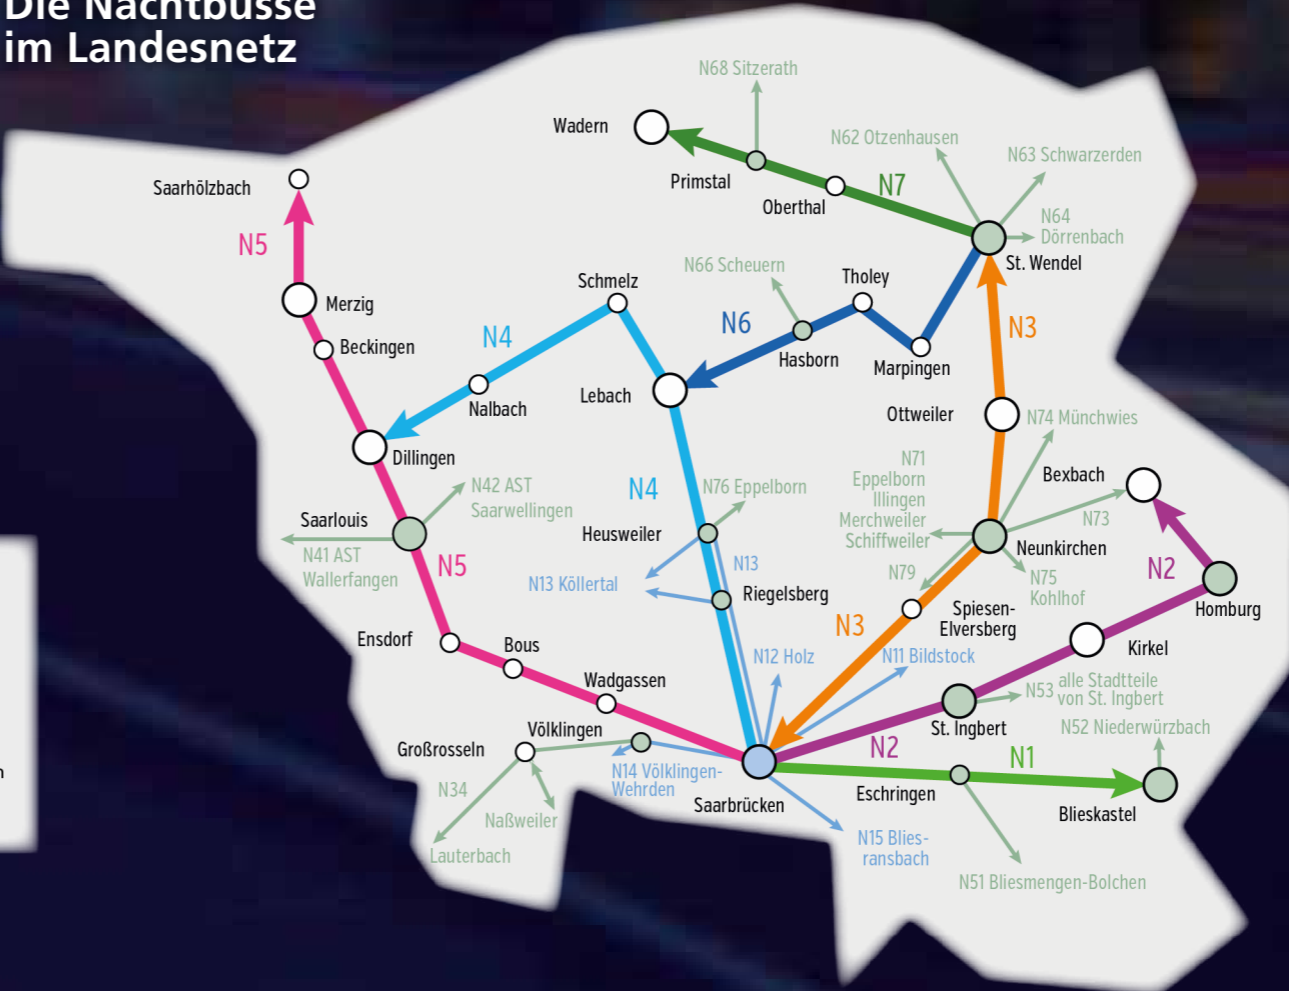 Die Nachtbusse
im Landesnetz
N68 Sitzerath
Wadern
N62 Otzenhausen
N63 Schwarzerden
Primstal
N7
Saarhölzbach
Oberthal
N64
Dörrenbach
N5
St. Wendel
N66 Scheuern
Tholey
Schmelz
Merzig
N6
N3
N4
Beckingen
Hasborn
Marpingen
Lebach
Nalbach
Ottweiler
N74 Münchwies
Dillingen
N71
Eppelborn
Illingen
Merchweiler
Schiffweiler
Bexbach
N42 AST
Saarwellingen
N4
N76 Eppelborn
Saarlouis
N73
Heusweiler
Neunkirchen
N41 AST
Wallerfangen
N5
N13
N79
N75
Kohlhof
N2
N13 Köllertal
Riegelsberg
Homburg
Spiesen-
Elversberg
N3
Ensdorf
Bous
Kirkel
N12 Holz
N11 Bildstock
Wadgassen
N53 alle Stadtteile
von St. Ingbert
Völklingen
St. Ingbert
N52 Niederwürzbach
Großrosseln
N2
N1
N14 Völklingen-
Wehrden
N34
Saarbrücken
Eschringen
Blieskastel
Naßweiler
Lauterbach
N15 Blies-
ransbach
N51 Bliesmengen-Bolchen